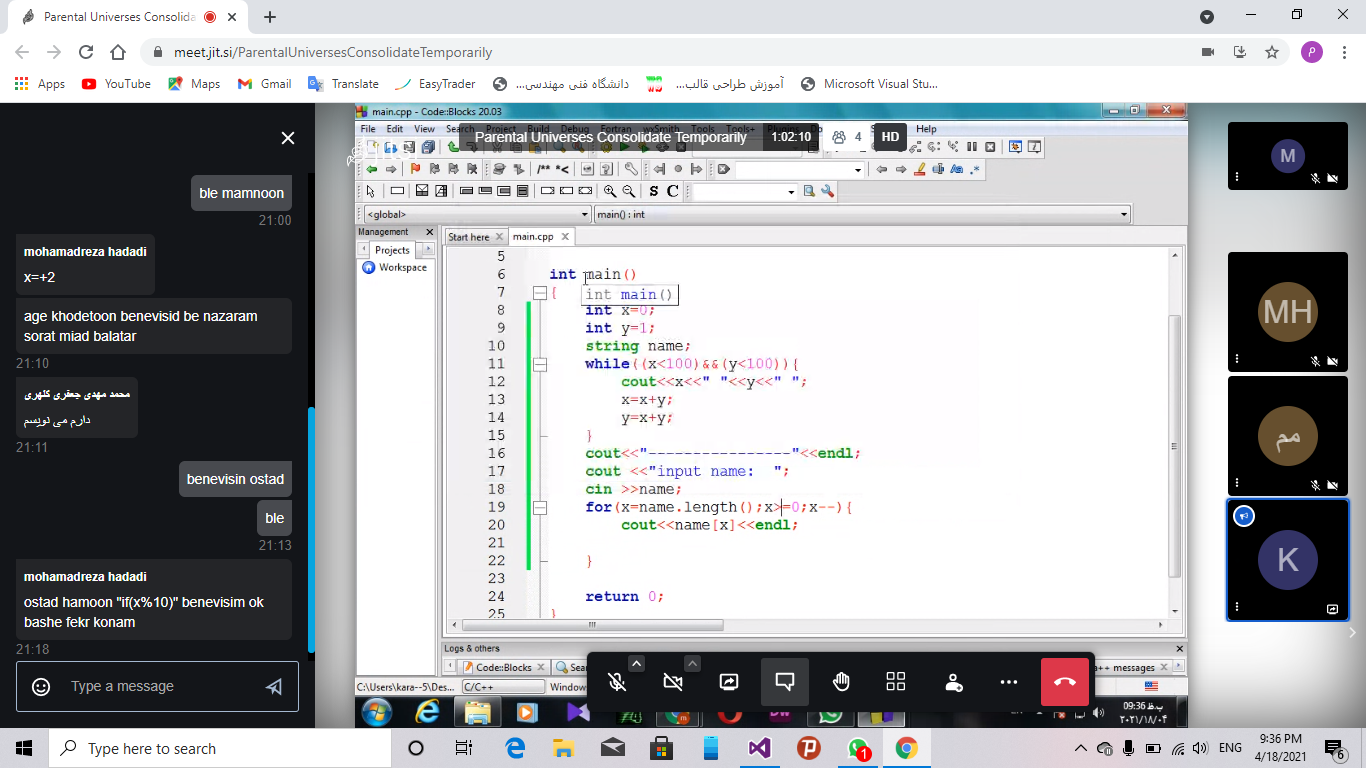 Parental Universes Consolida
meet.jit.si/ParentalUniversesConsolidateTemporarily
P
Apps
YouTube
Maps
Gmail
Translate
EasyTrader
دانشگاه فنی مهندسی...
آموزش طراحی قالب...
Microsoft Visual Stu...
ble mamnoon
21:00
mohamadreza hadadi
x=+2
age khodetoon benevisid be nazaram
sorat miad balatar
21:10
محمد مهدی جعفری کلهری
دارم می نویسم
21:11
benevisin ostad
ble
21:13
mohamadreza hadadi
ostad hamoon "if(x%10)" benevisim ok
bashe fekr konam
21:18
Type a message
main.cpp - Code::Blocks 20.03
File Edit View Search Project Build Debug Fortran wxSmith Tools Tools+ Help
Parental Universes Consolidate Temporarily
1:02:10
4
HD
<global>
main() : int
Management
Projects
Workspace
Start here
main.cpp
5
6 int main()
7 {
int main()
8 int x=0;
9 int y=1;
10 string name;
11 while((x<100)&&(y<100)){
12 cout<<x<<" "<<y<<" ";
13 x=x+y;
14 y=x+y;
15 }
16 cout<<"----------------"<<endl;
17 cout <<"input name:  ";
18 cin >>name;
19 for(x=name.length();x>=0;x--){
20 cout<<name[x]<<endl;
21
22 }
23
24 return 0;
25 }
Logs & others
Code::Blocks
Sear
++ messages
C:\Users\kara--5\Des...
C/C++
Window
09:36 ب.ظ
۲۰۲۱/۱۸/۰۴
M
MH
مم
K
Type here to search
1
ENG
9:36 PM
4/18/2021
6